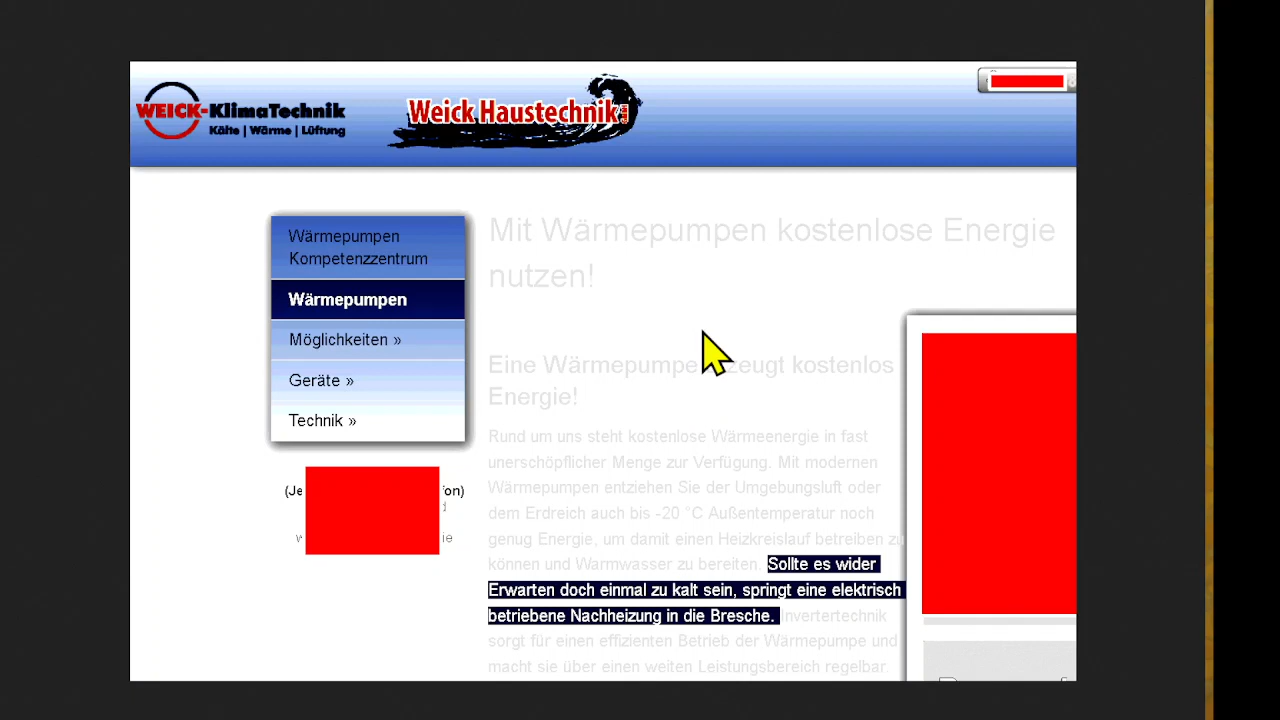 WEICK-KlimaTechnik
Kälte | Wärme | Lüftung
Weick Haustechnik
Wärmepumpen
Kompetenzzentrum
Wärmepumpen
Möglichkeiten »
Geräte »
Technik »
(Je
fon)
d
w
ie
Mit Wärmepumpen kostenlose Energie
nutzen!
Eine Wärmepumpe zeugt kostenlos
Energie!
Rund um uns steht kostenlose Wärmeenergie in fast
unerschöpflicher Menge zur Verfügung. Mit modernen
Wärmepumpen entziehen Sie der Umgebungsluft oder
dem Erdreich auch bis -20 °C Außentemperatur noch
genug Energie, um damit einen Heizkreislauf betreiben zu
können und Warmwasser zu bereiten. Sollte es wider
Erwarten doch einmal zu kalt sein, springt eine elektrisch
betriebene Nachheizung in die Bresche. Invertertechnik
sorgt für einen effizienten Betrieb der Wärmepumpe und
macht sie über einen weiten Leistungsbereich regelbar.